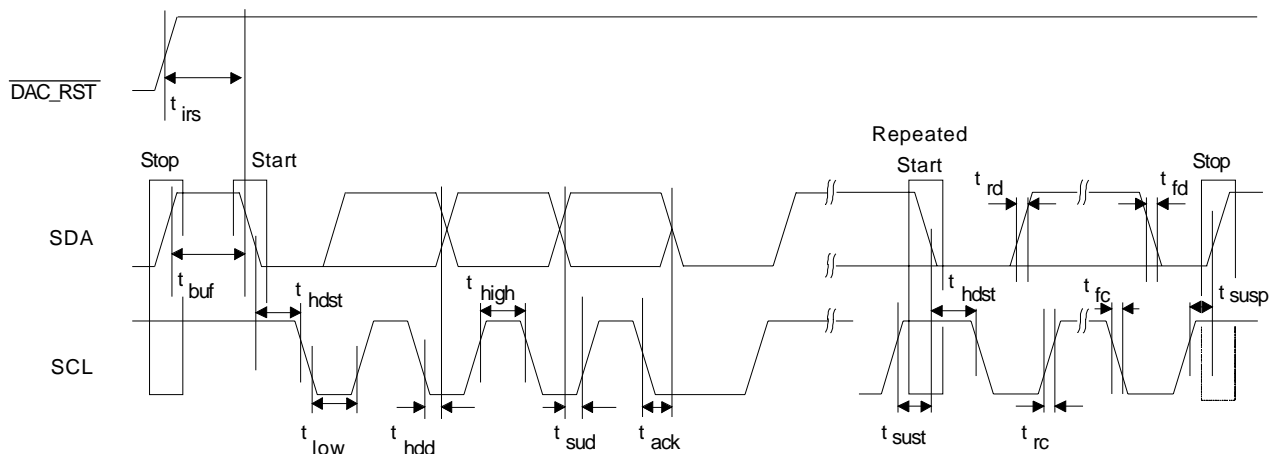 DAC_RST
t irs
Repeated
Stop
Start
Start
Stop
t rd
t fd
SDA
t buf
t hdst
t high
t hdst
t fc
t susp
SCL
t low
t hdd
t sud
t ack
t sust
t rc